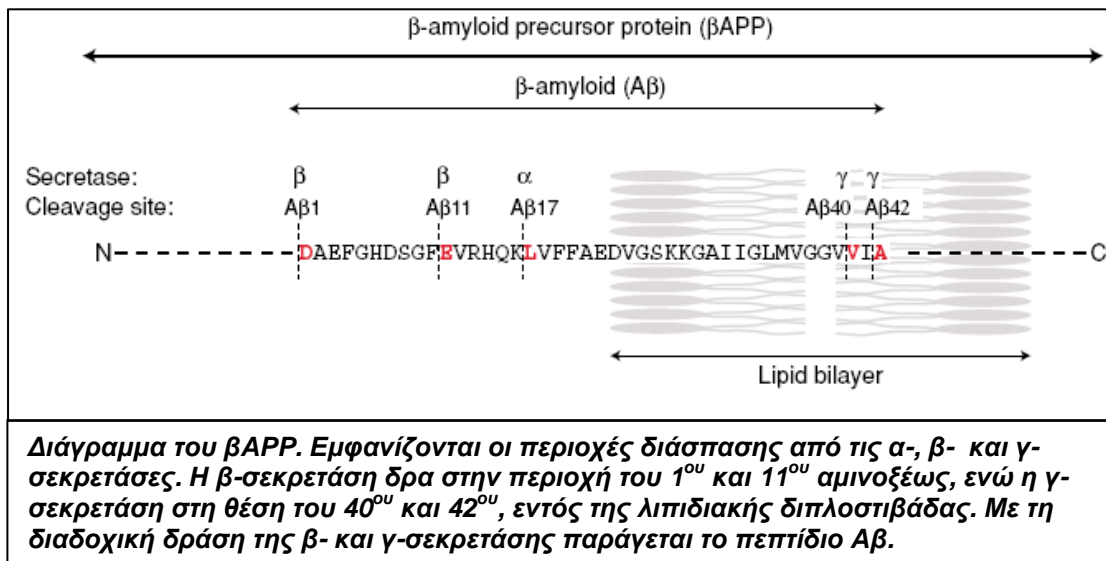 β-amyloid precursor protein (βAPP)
β-amyloid (Aβ)
Secretase: β β α γ γ
Cleavage site: Aβ1 Aβ11 Aβ17 Aβ40 Aβ42
N DAEFGHDSGFEVRHQKLVFFAEDVGSKKGAIIGLMVGGVVIA C
Lipid bilayer
Διάγραμμα του βAPP. Εμφανίζονται οι περιοχές διάσπασης από τις α-, β- και γ-
σεκρετάσες. Η β-σεκρετάση δρα στην περιοχή του 1ου και 11ου αμινοξέως, ενώ η γ-
σεκρετάση στη θέση του 40ου και 42ου, εντός της λιπιδιακής διπλοστιβάδας. Με τη
διαδοχική δράση της β- και γ-σεκρετάσης παράγεται το πεπτίδιο Αβ.